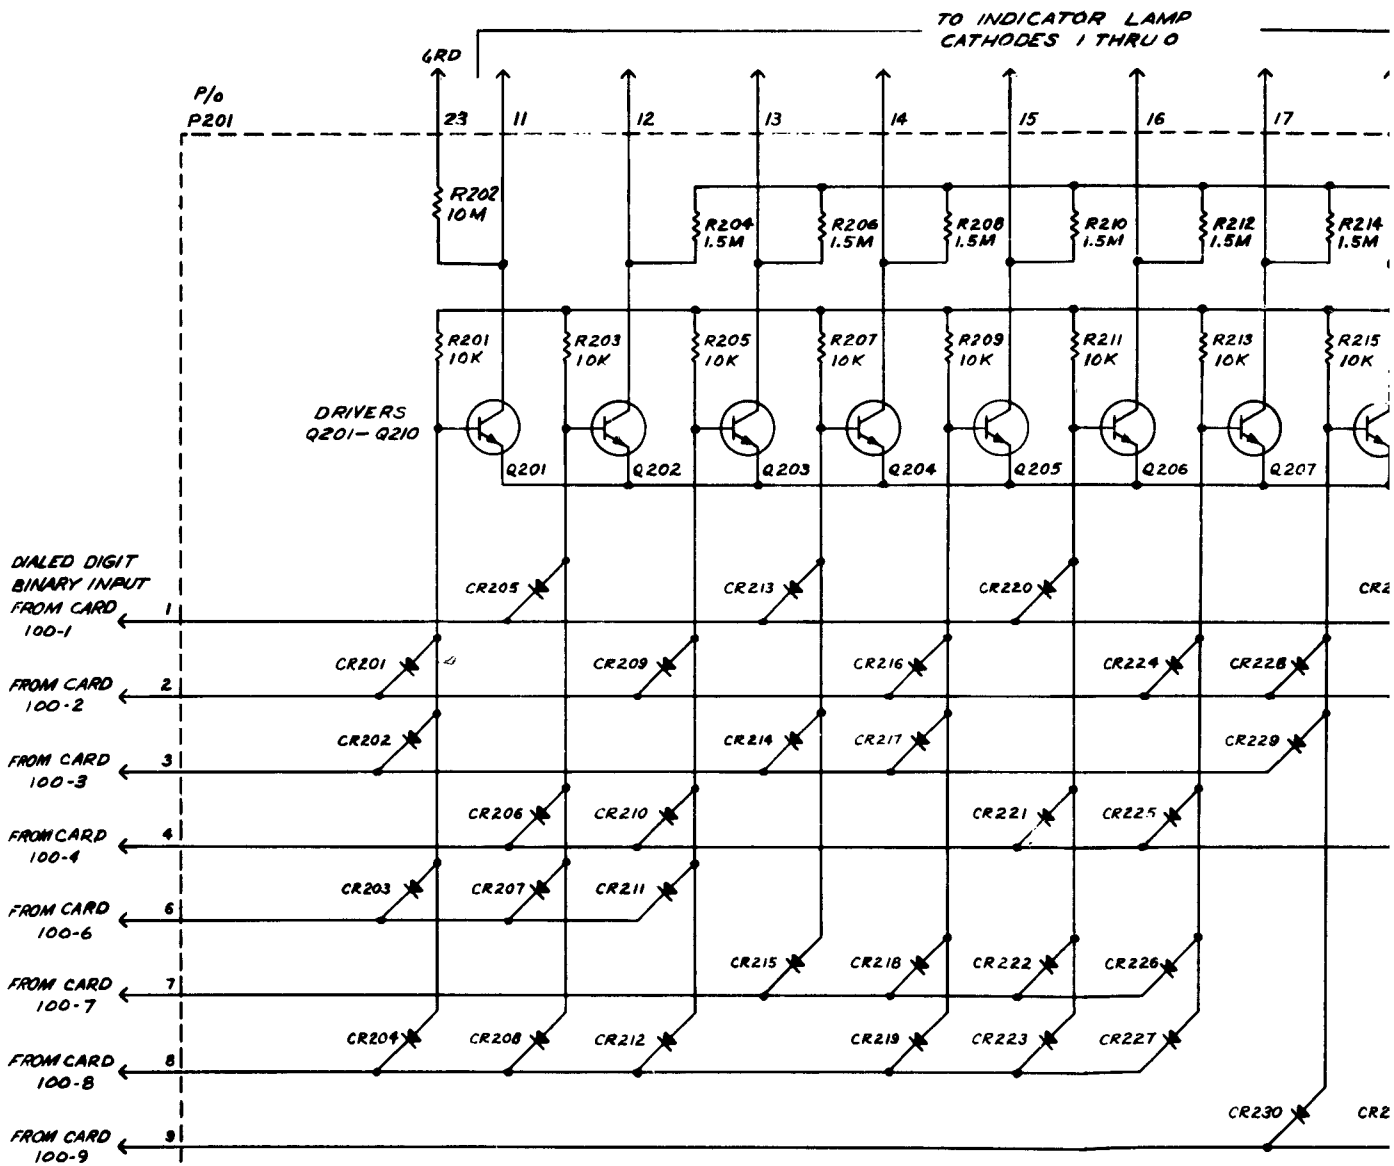 TO INDICATOR LAMP
CATHODES 1 THRU 0
GRD
P/O
P201
23 11 12 13 14 15 16 17
R202
10M
R204
1.5M
R206
1.5M
R208
1.5M
R210
1.5M
R212
1.5M
R214
1.5M
R201
10K
R203
10K
R205
10K
R207
10K
R209
10K
R211
10K
R213
10K
R215
10K
DRIVERS
Q201-Q210
Q201 Q202 Q203 Q204 Q205 Q206 Q207
DIALED DIGIT
BINARY INPUT
FROM CARD 1
100-1
CR205 CR213 CR220 CR2
FROM CARD 2
100-2
CR201 CR209 CR216 CR224 CR228
FROM CARD 3
100-3
CR202 CR214 CR217 CR229
FROM CARD 4
100-4
CR206 CR210 CR221 CR225
FROM CARD 6
100-6
CR203 CR207 CR211
FROM CARD 7
100-7
CR215 CR218 CR222 CR226
FROM CARD 8
100-8
CR204 CR208 CR212 CR219 CR223 CR227
FROM CARD 9
100-9
CR230 CR2